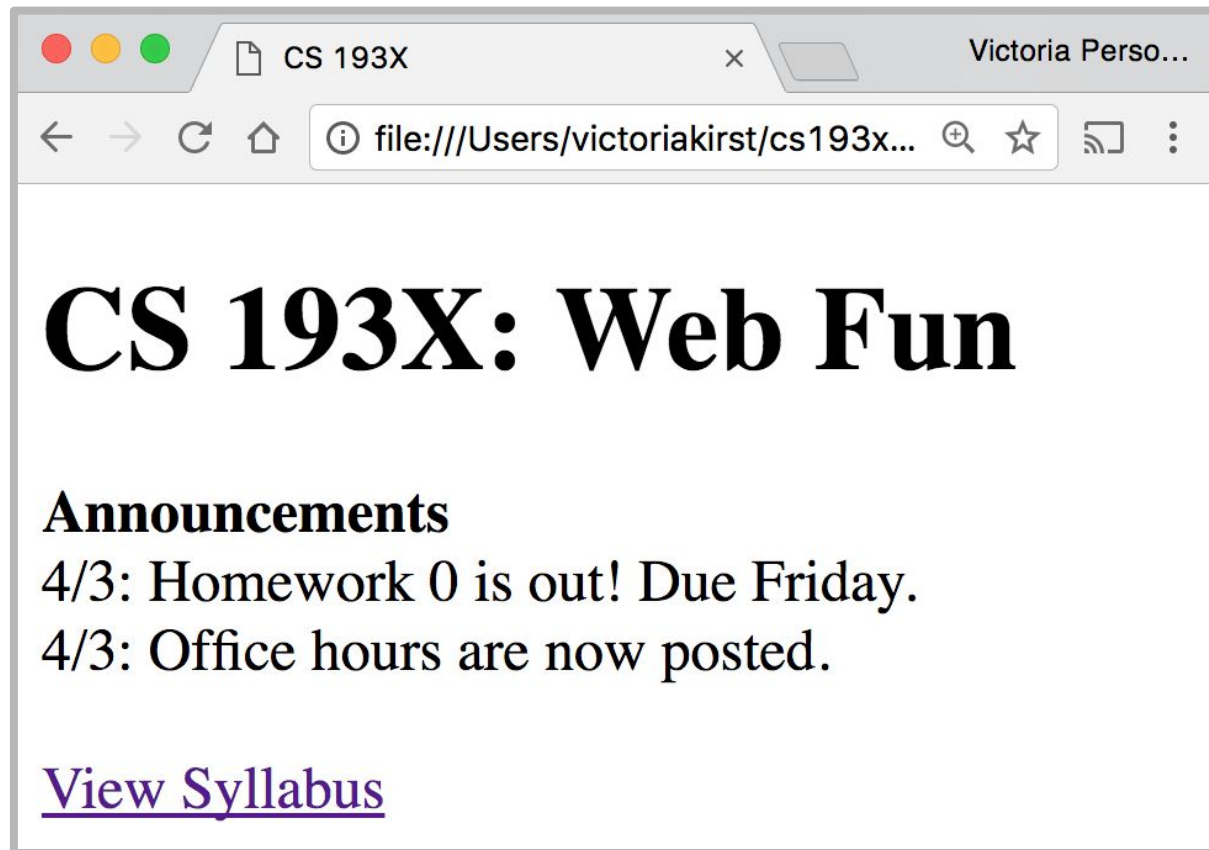 CS 193X
Victoria Perso...
file:///Users/victoriakirst/cs193x...
CS 193X: Web Fun
Announcements
4/3: Homework 0 is out! Due Friday.
4/3: Office hours are now posted.
View Syllabus